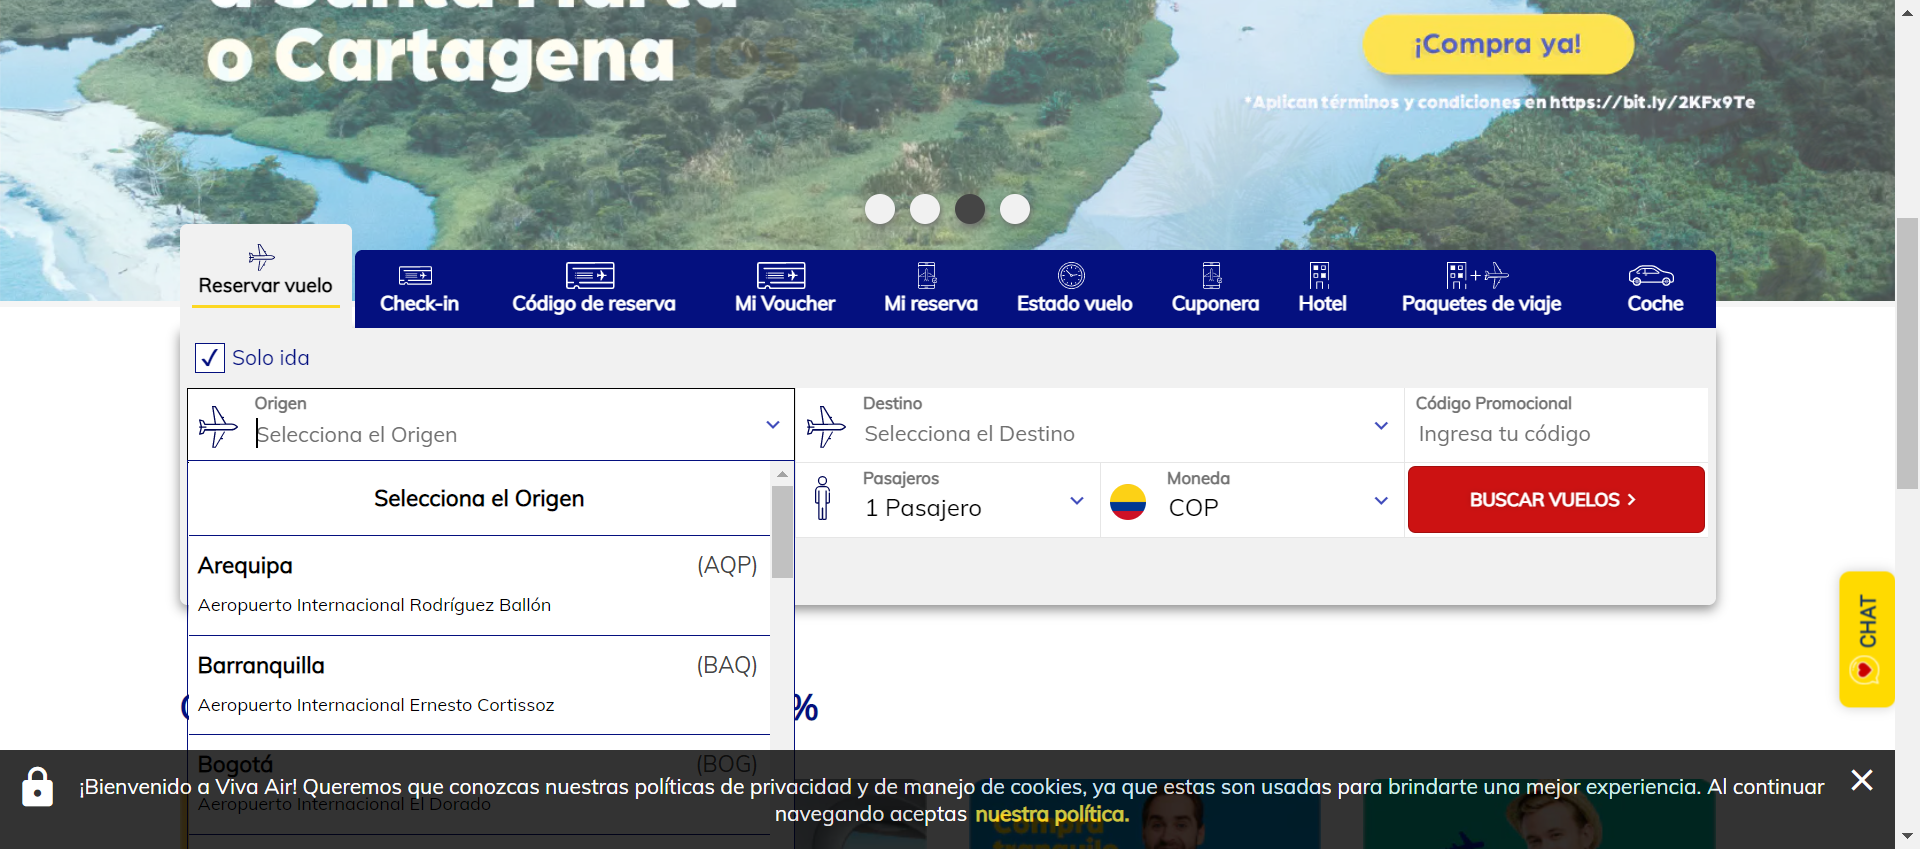 a Santa Marta
o Cartagena
¡Compra ya!
*Aplican términos y condiciones en https://bit.ly/2KFx9Te
Reservar vuelo
Check-in
Código de reserva
Mi Voucher
Mi reserva
Estado vuelo
Cuponera
Hotel
Paquetes de viaje
Coche
Solo ida
Origen
Selecciona el Origen
Destino
Selecciona el Destino
Código Promocional
Ingresa tu código
Selecciona el Origen
Pasajeros
1 Pasajero
Moneda
COP
BUSCAR VUELOS
Arequipa (AQP)
Aeropuerto Internacional Rodríguez Ballón
Barranquilla (BAQ)
Aeropuerto Internacional Ernesto Cortissoz
%
CHAT
Bogotá (BOG)
Aeropuerto Internacional El Dorado
¡Bienvenido a Viva Air! Queremos que conozcas nuestras políticas de privacidad y de manejo de cookies, ya que estas son usadas para brindarte una mejor experiencia. Al continuar
navegando aceptas nuestra política.
Compra
tranquilo